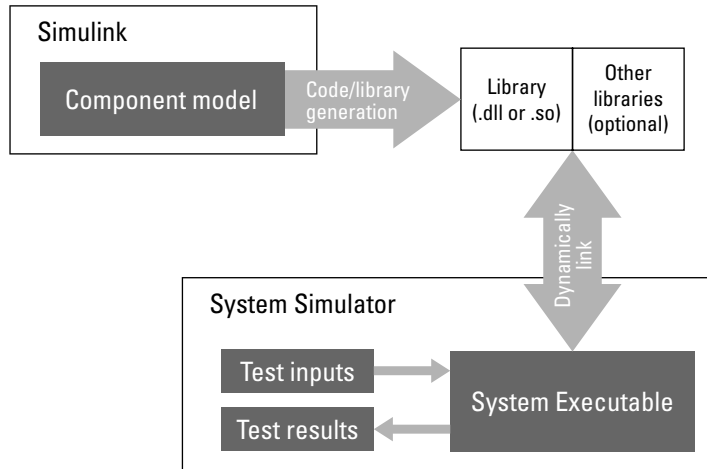 Simulink
Component model
Code/library
generation
Library
(.dll or .so)
Other
libraries
(optional)
Dynamically
link
System Simulator
Test inputs
Test results
System Executable